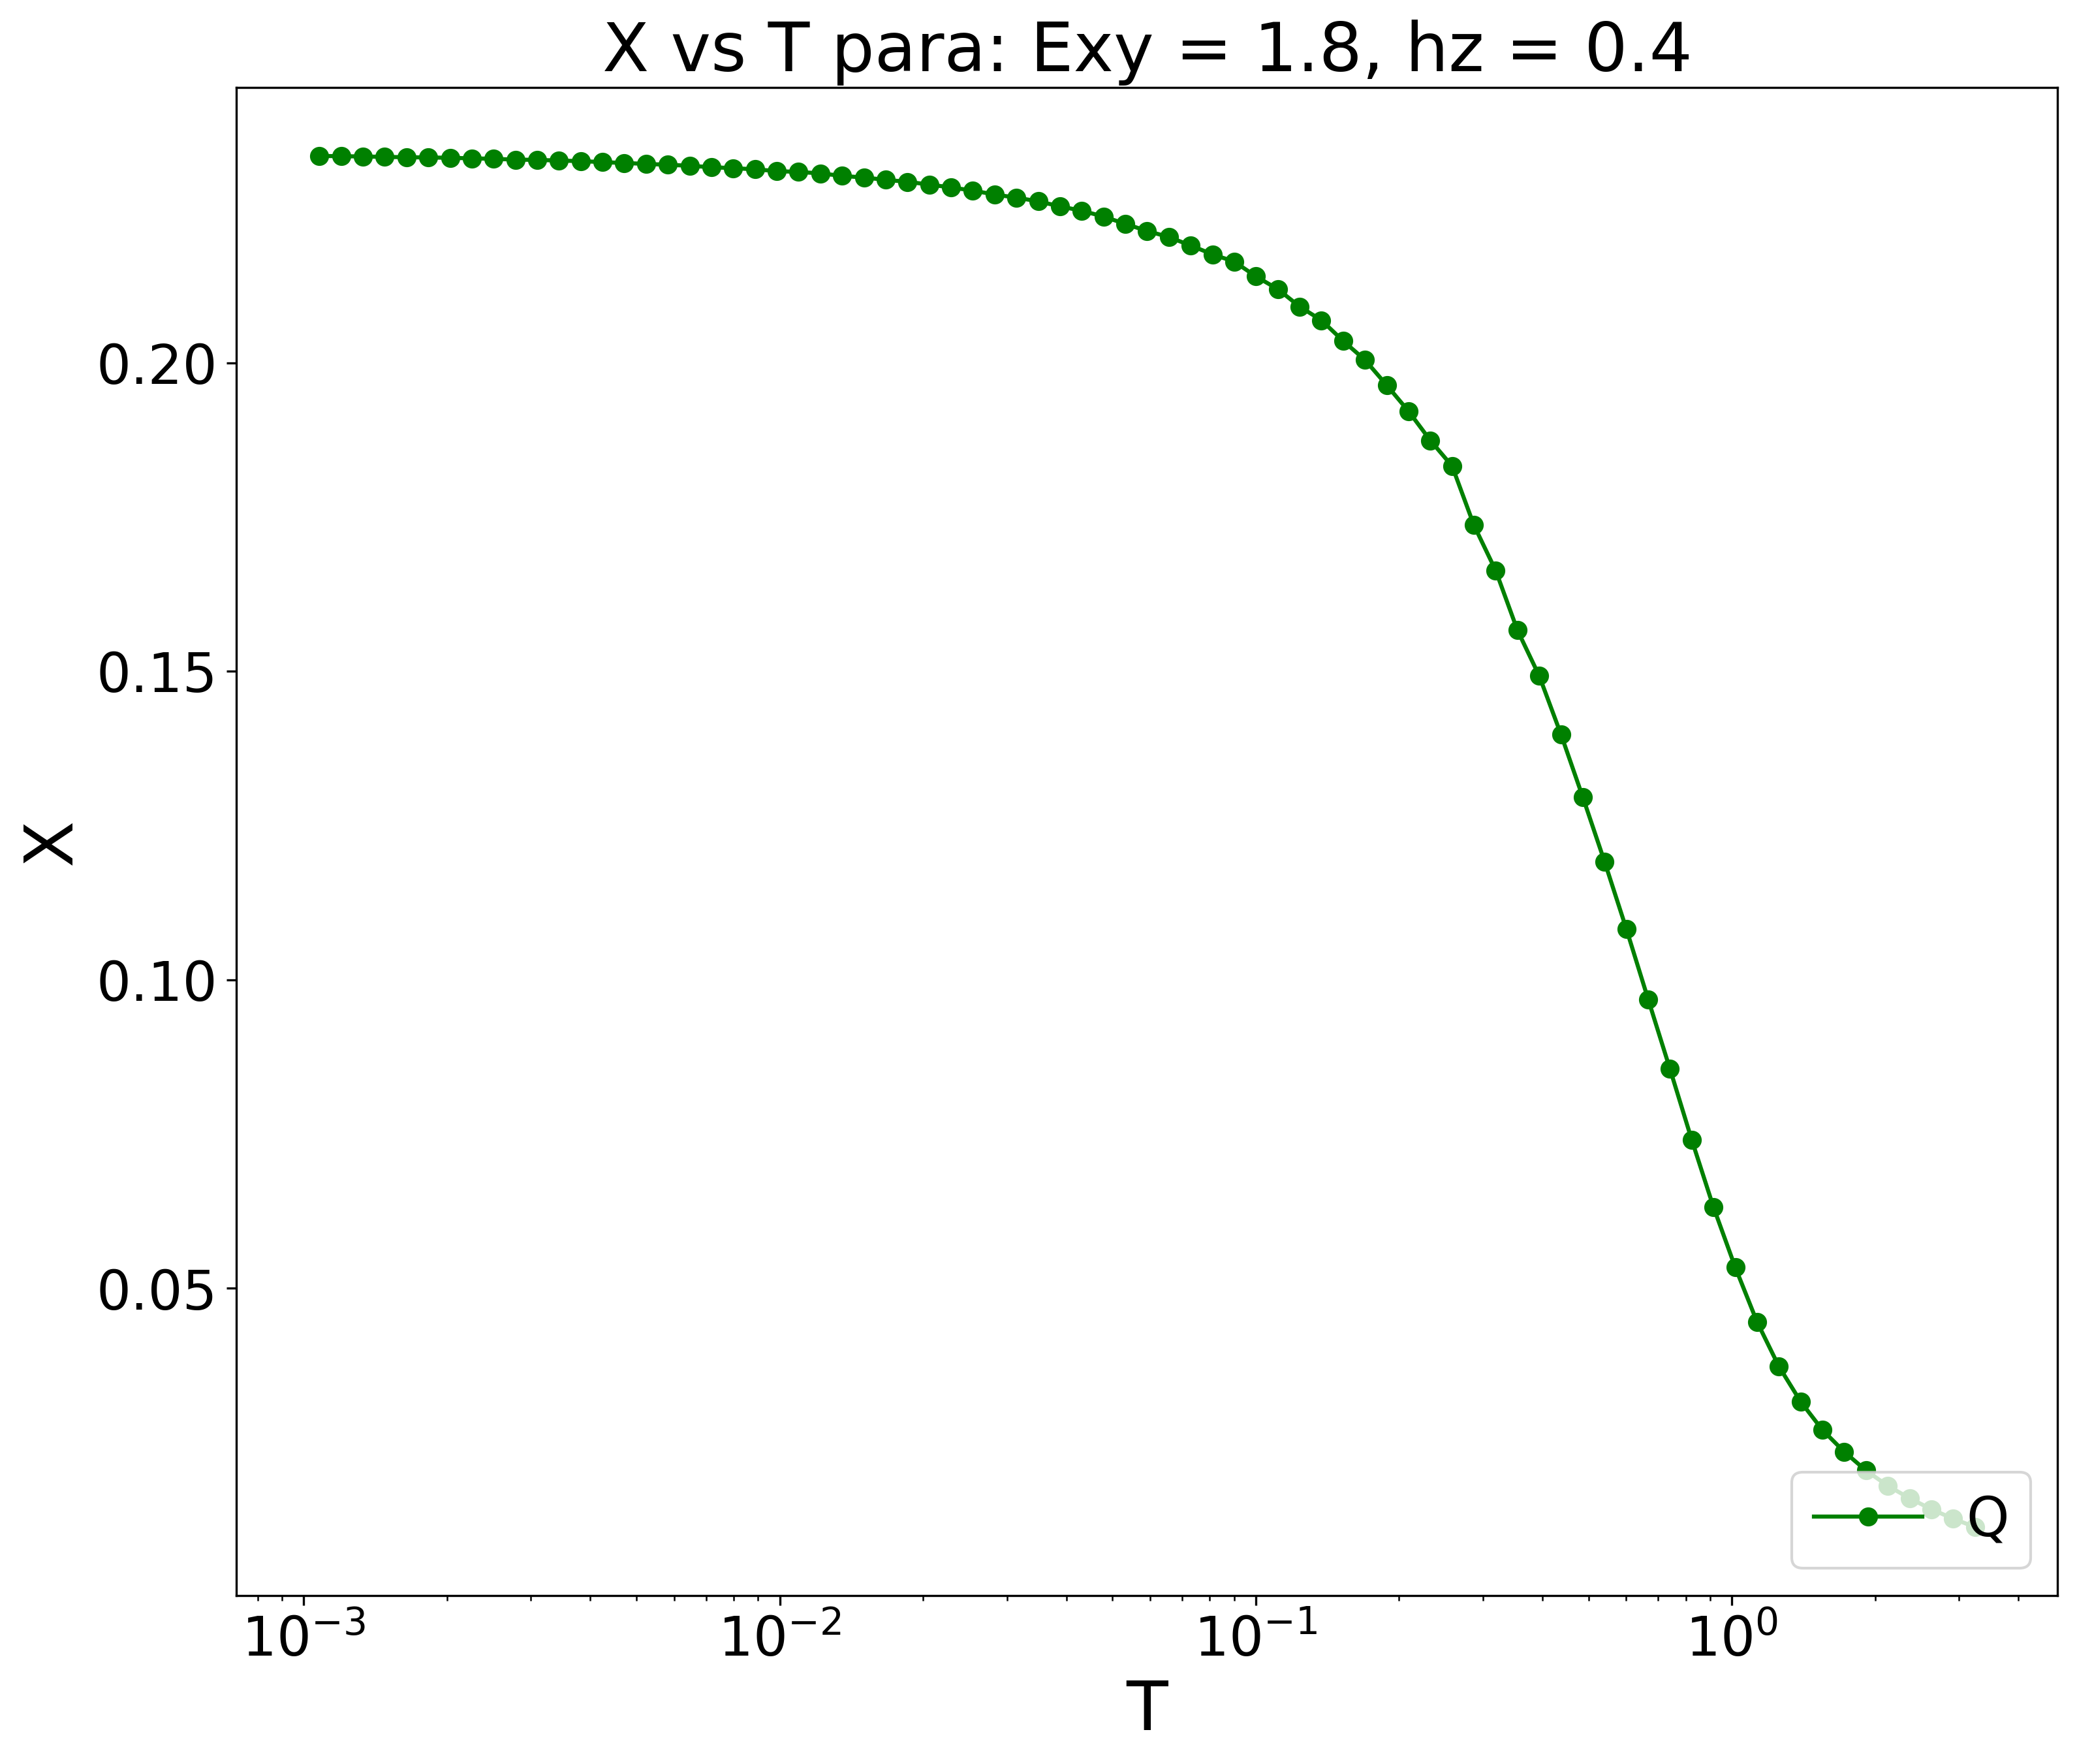 X vs T para: Exy = 1.8, hz = 0.4
X
0.20
0.15
0.10
0.05
Q
10⁻³ 10⁻² 10⁻¹ 10⁰
T